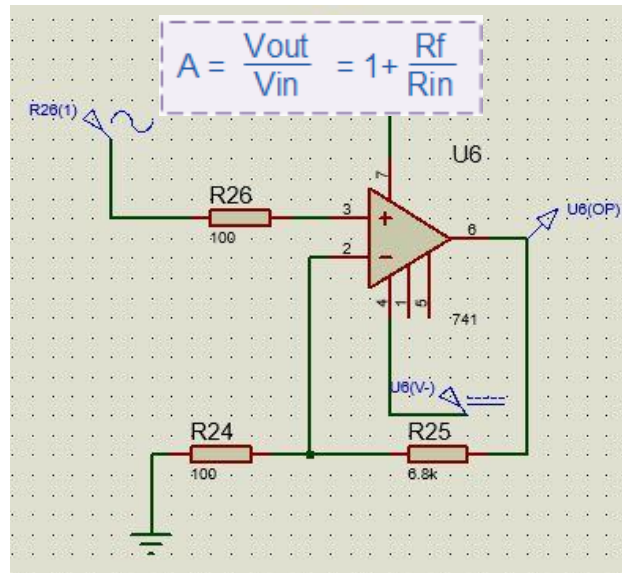 A = Vout/Vin = 1+ Rf/Rin
R26(1)
U6
7
R26
3
+
U6(OP)
6
100
2
−
4
1
5
741
U6(V-)
R24
R25
100
6.8k